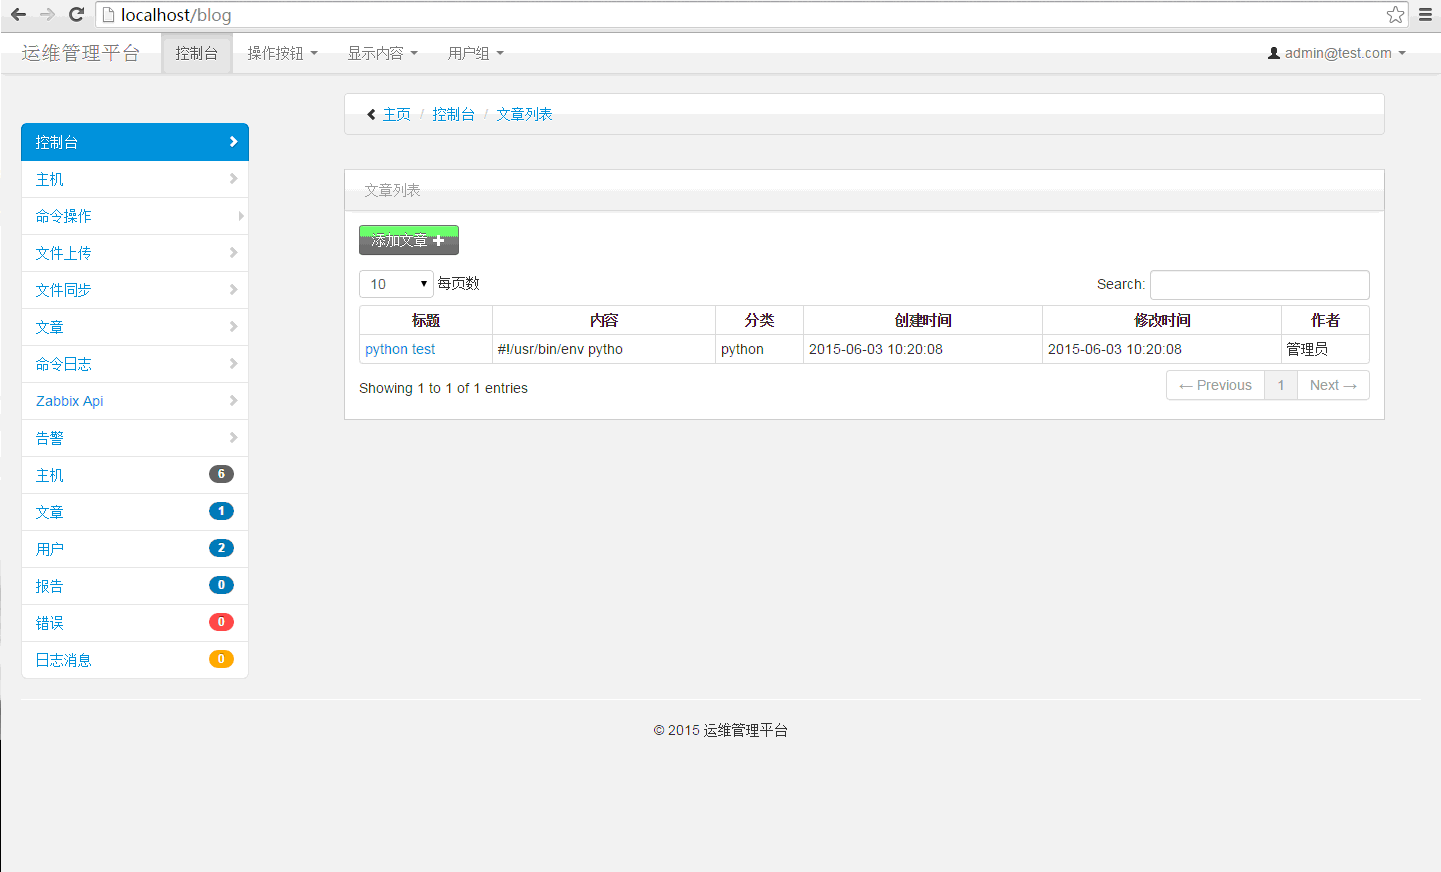 localhost/blog
运维管理平台 控制台 操作按钮 显示内容 用户组 admin@test.com
主页 / 控制台 / 文章列表
控制台
主机
命令操作
文件上传
文件同步
文章
命令日志
Zabbix Api
告警
主机 6
文章 1
用户 2
报告 0
错误 0
日志消息 0
文章列表
添加文章
10 每页数 Search:
标题 内容 分类 创建时间 修改时间 作者
python test #!/usr/bin/env pytho python 2015-06-03 10:20:08 2015-06-03 10:20:08 管理员
Showing 1 to 1 of 1 entries ← Previous 1 Next →
© 2015 运维管理平台